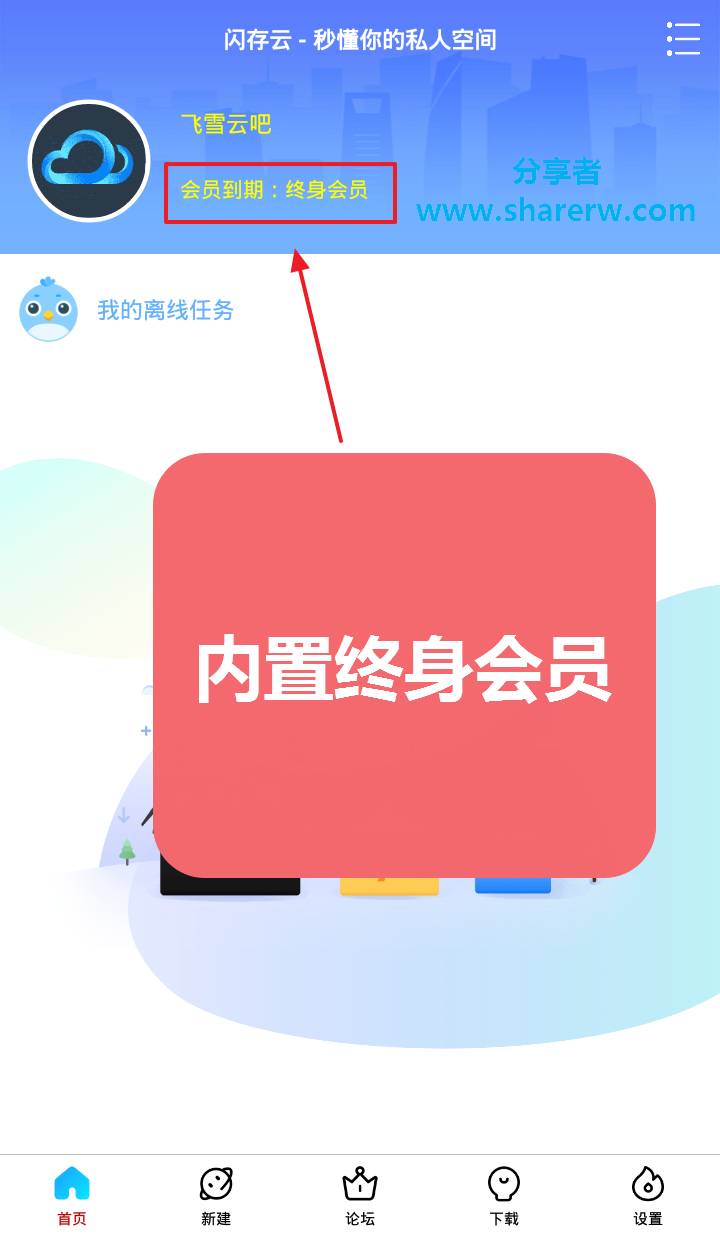 闪存云 - 秒懂你的私人空间
飞雪云吧
会员到期：终身会员
分享者
www.sharerw.com
我的离线任务
内置终身会员
首页
新建
论坛
下载
设置